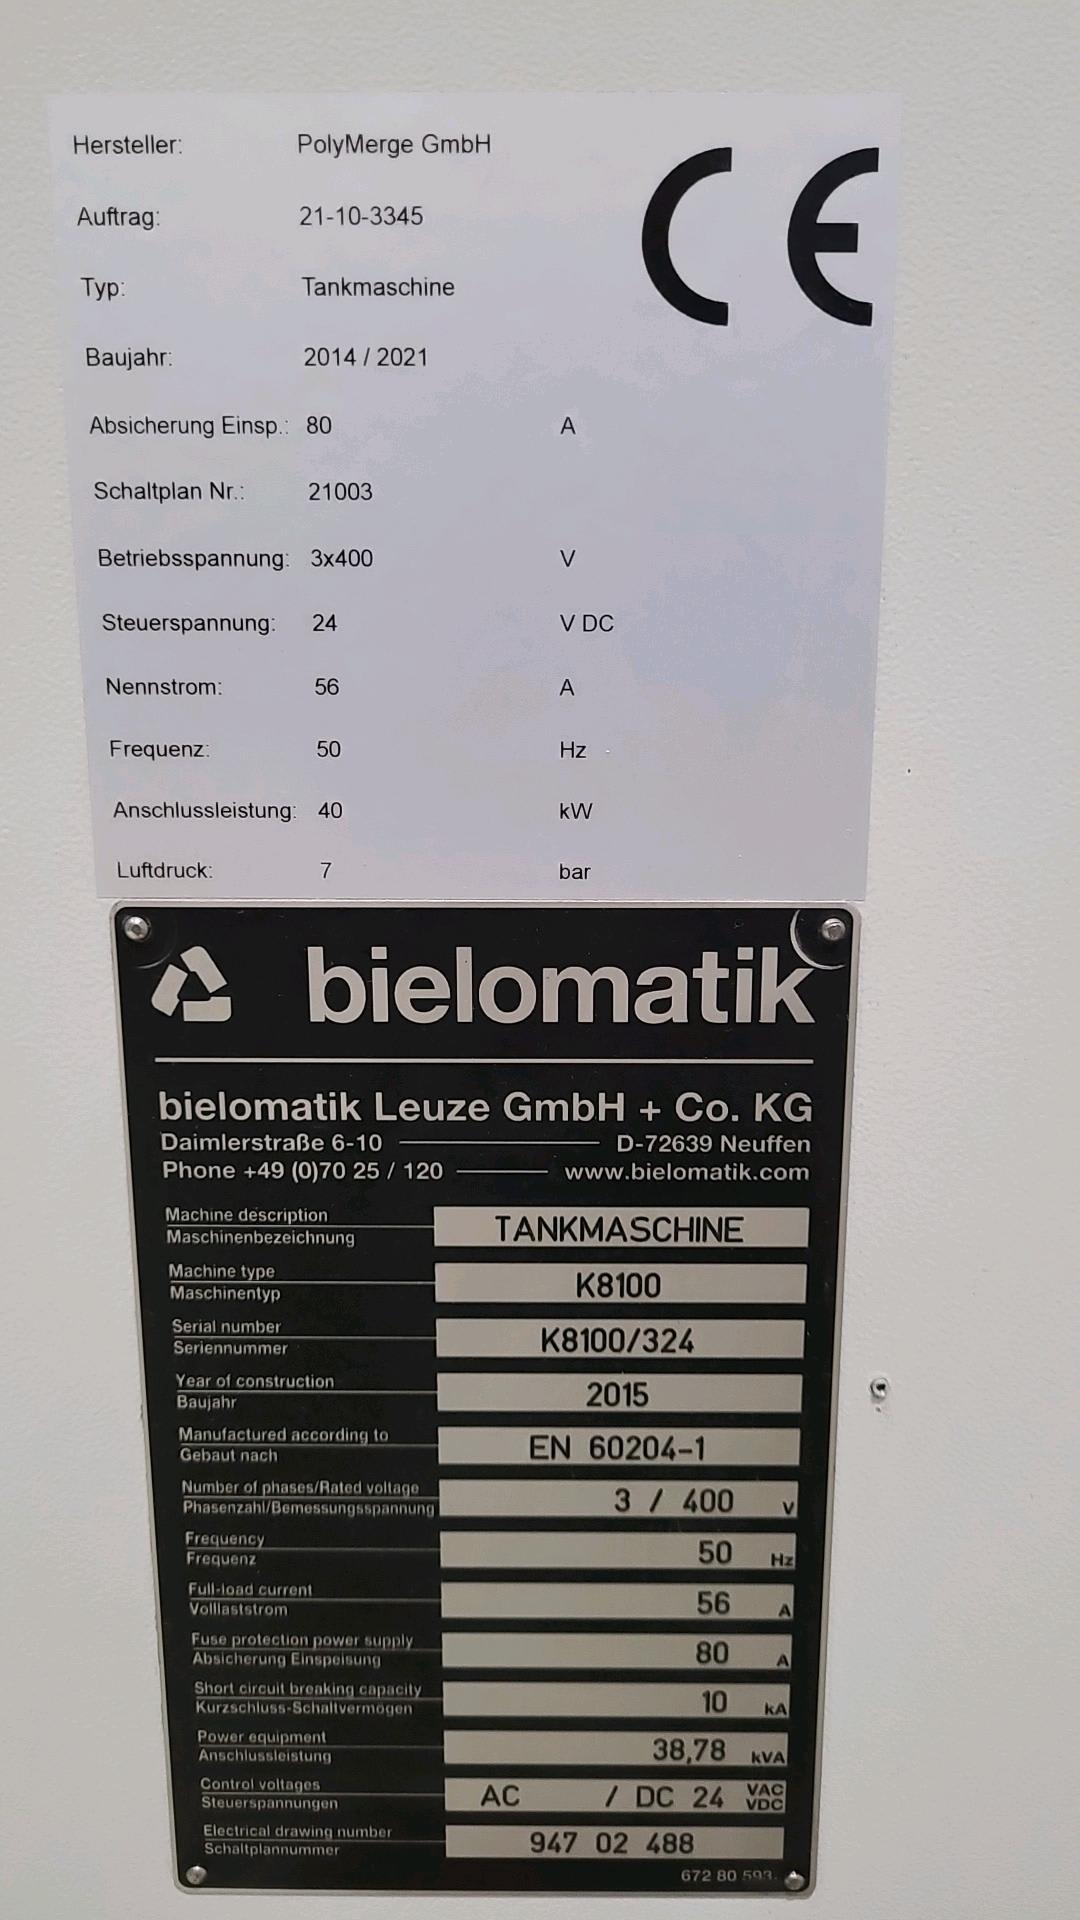 Hersteller: PolyMerge GmbH
CE
Auftrag: 21-10-3345
Typ: Tankmaschine
Baujahr: 2014 / 2021
Absicherung Einsp.: 80 A
Schaltplan Nr.: 21003
Betriebsspannung: 3x400 V
Steuerspannung: 24 V DC
Nennstrom: 56 A
Frequenz: 50 Hz
Anschlussleistung: 40 kW
Luftdruck: 7 bar
bielomatik
bielomatik Leuze GmbH + Co. KG
Daimlerstraße 6-10 D-72639 Neuffen
Phone +49 (0)70 25 / 120 www.bielomatik.com
Machine description
Maschinenbezeichnung
TANKMASCHINE
Machine type
Maschinentyp
K8100
Serial number
Seriennummer
K8100/324
Year of construction
Baujahr
2015
Manufactured according to
Gebaut nach
EN 60204-1
Number of phases/Rated voltage
Phasenzahl/Bemessungsspannung
3 / 400 V
Frequency
Frequenz
50 Hz
Full-load current
Volllaststrom
56 A
Fuse protection power supply
Absicherung Einspeisung
80 A
Short circuit breaking capacity
Kurzschluss-Schaltvermögen
10 kA
Power equipment
Anschlussleistung
38,78 kVA
Control voltages
Steuerspannungen
AC / DC 24 VAC VDC
Electrical drawing number
Schaltplannummer
947 02 488
672 80 593.